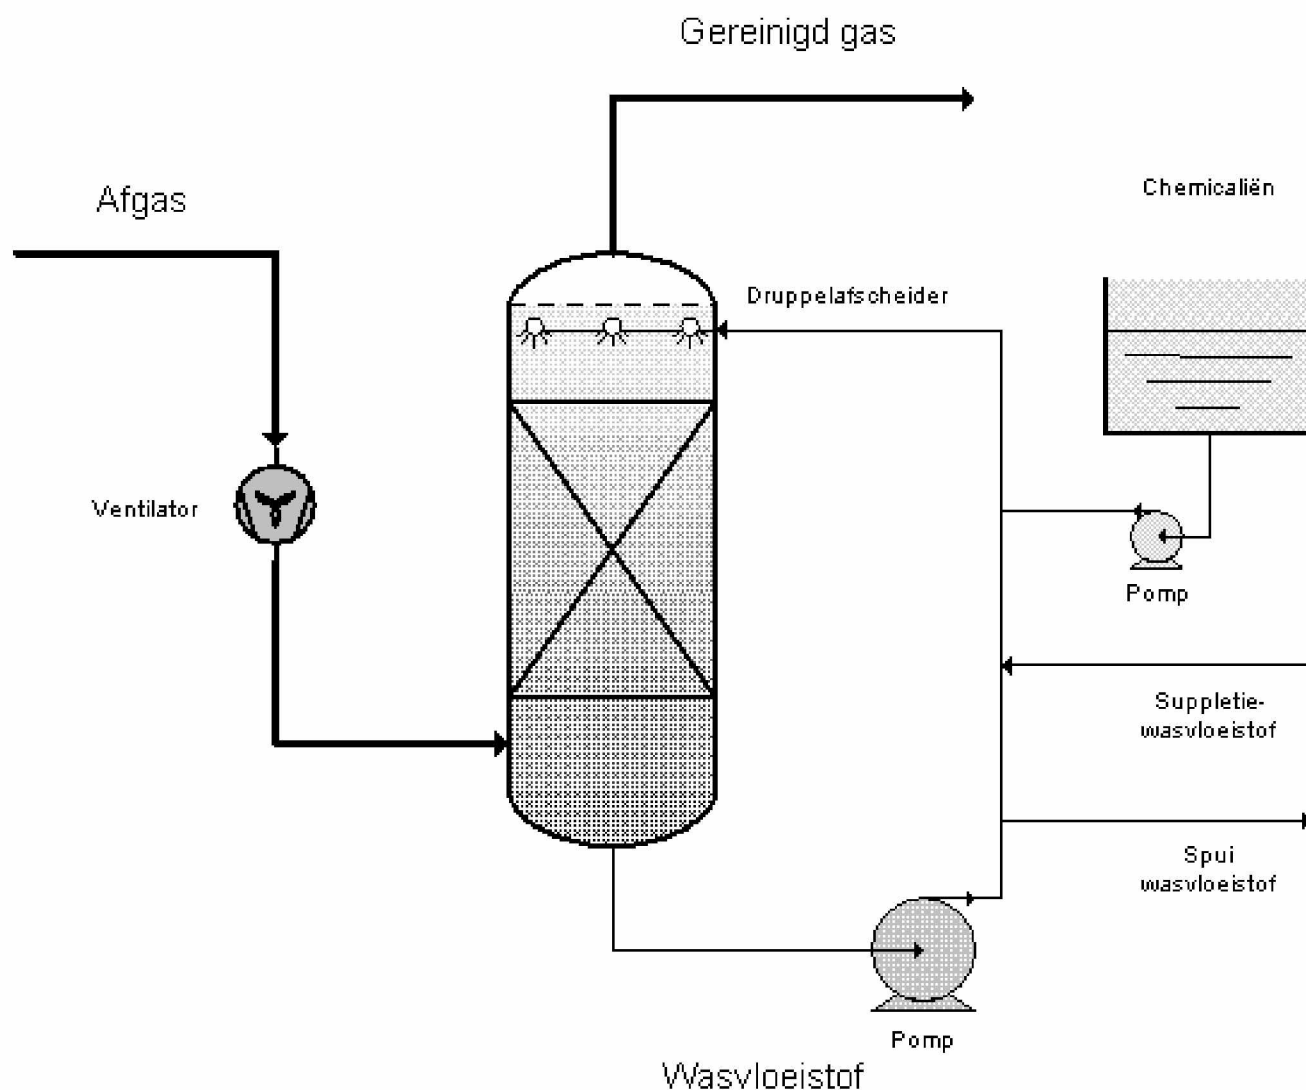 Gereinigd gas
Afgas
Chemicaliën
Druppelafscheider
Ventilator
Pomp
Suppletie-
wasvloeistof
Spui
wasvloeistof
Pomp
Wasvloeistof